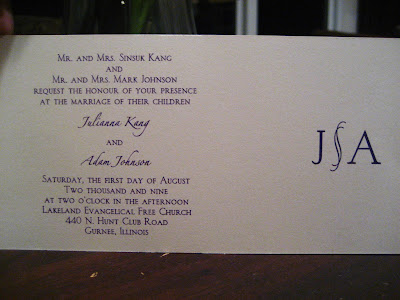 Mr. and Mrs. Sinsuk Kang
and
Mr. and Mrs. Mark Johnson
request the honour of your presence
at the marriage of their children
Julianna Kang
and
Adam Johnson
Saturday, the first day of August
Two thousand and nine
at two o'clock in the afternoon
Lakeland Evangelical Free Church
440 N. Hunt Club Road
Gurnee, Illinois
J A